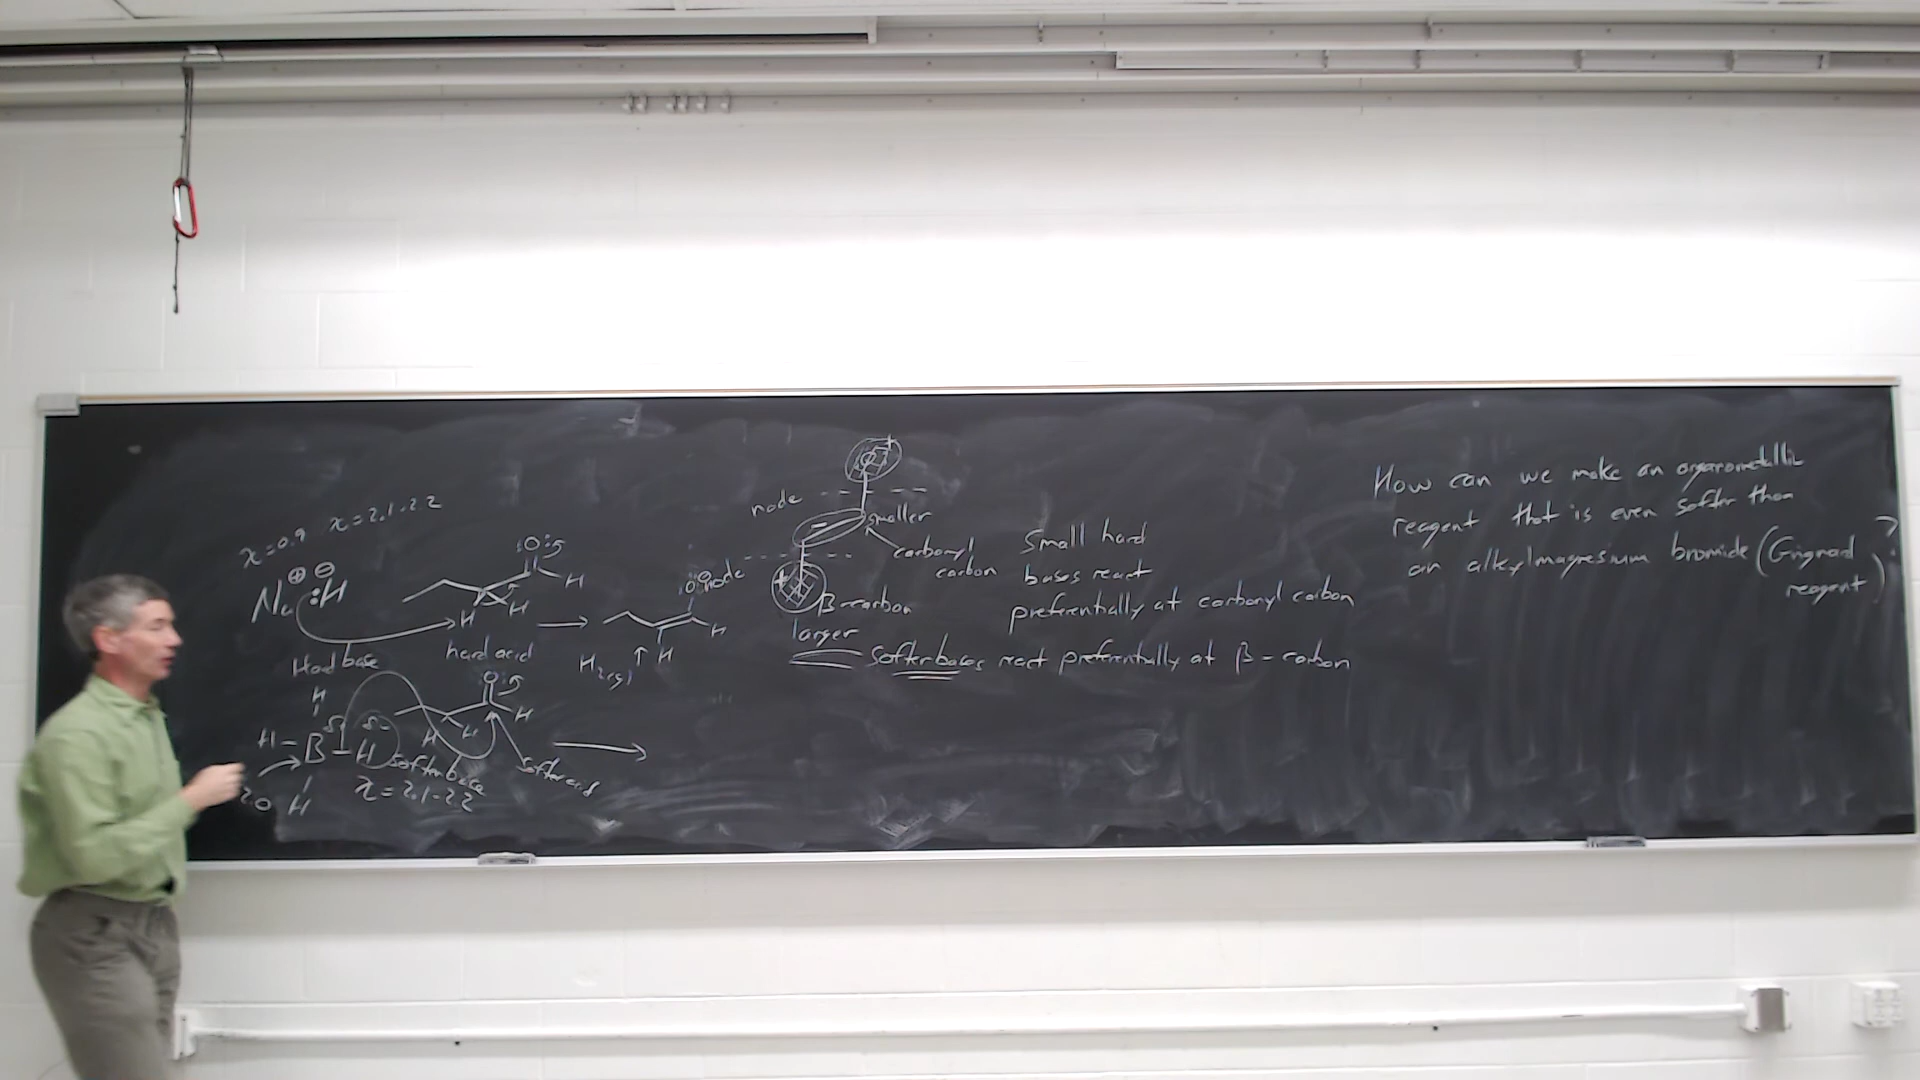 χ=0.9 χ=2.1-2.2
Na⊕ ⊖:H
Hard base
:O:
H
H H
hard acid
H2(g) ↑
:O:⊖
H
H
H
H – B – H
H
δ-
softer base
χ=2.1-2.2
2.0
:O:
H
H H
softer acid
+
node
smaller
–
carbonyl
carbon
node
+
β-carbon
larger
Small hard
bases react
preferentially at carbonyl carbon
Softer bases react preferentially at β-carbon
How can we make an organometallic
reagent that is even softer than
an alkylmagnesium bromide (Grignard
reagent)?